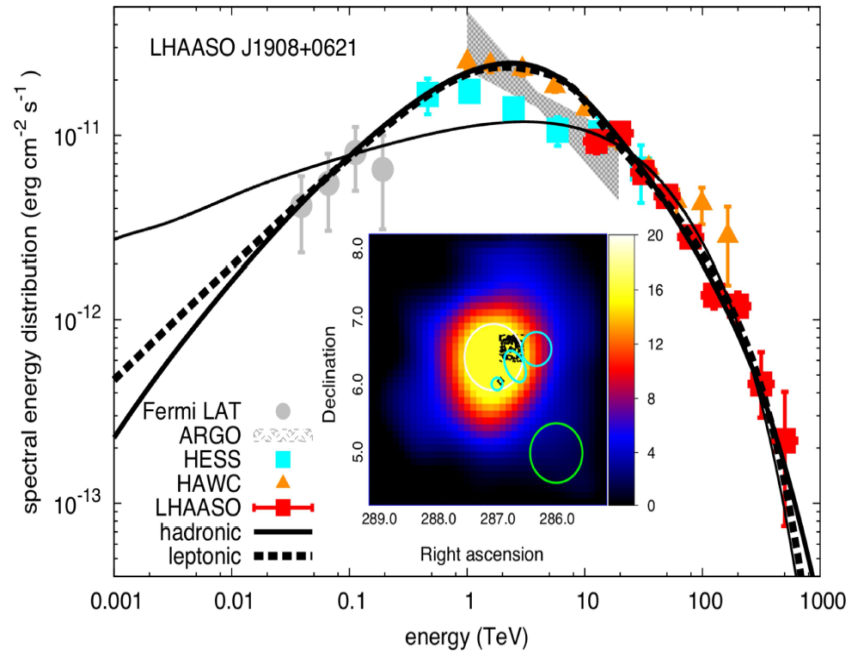 LHAASO J1908+0621
spectral energy distribution (erg cm⁻² s⁻¹)
10⁻¹¹
10⁻¹²
10⁻¹³
Fermi LAT
ARGO
HESS
HAWC
LHAASO
hadronic
leptonic
Declination
8.0
7.0
6.0
5.0
289.0 288.0 287.0 286.0
Right ascension
20
16
12
8
4
0
0.001 0.01 0.1 1 10 100 1000
energy (TeV)